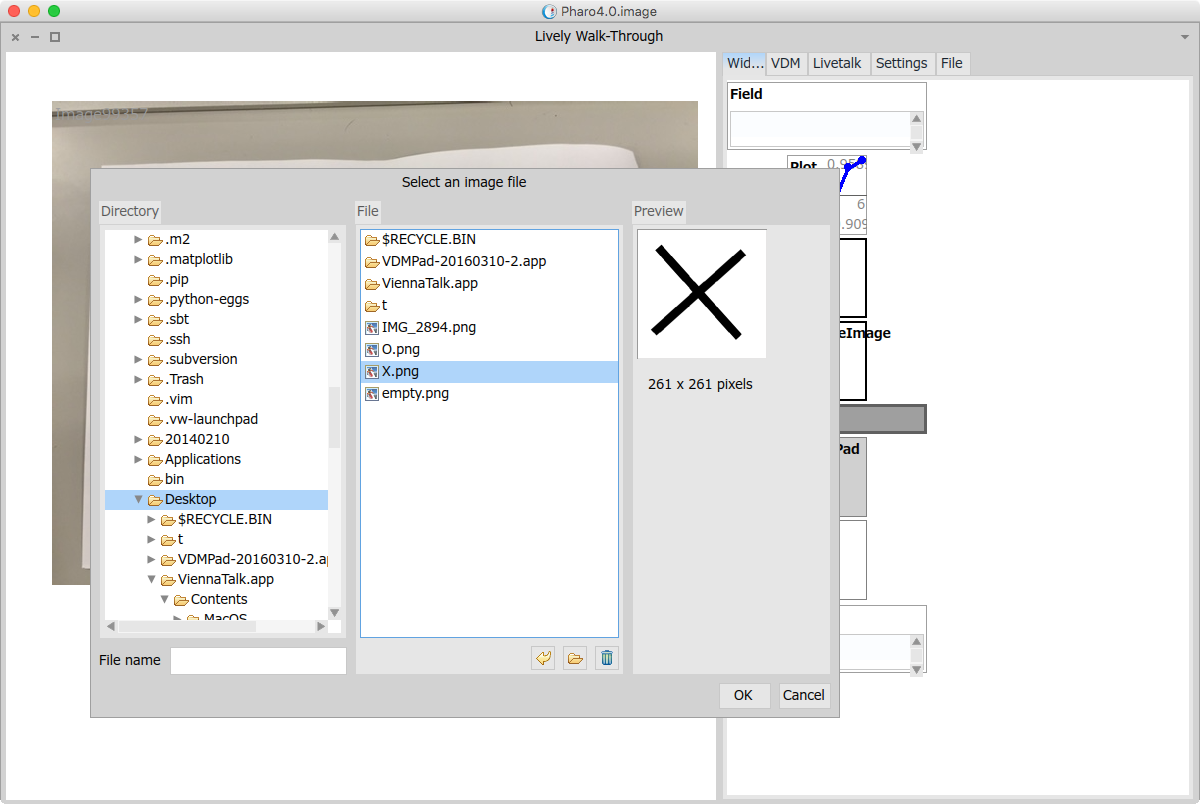 Pharo4.0.image
Lively Walk-Through
Wid...
VDM
Livetalk
Settings
File
Field
Plot
6
eImage
Pad
Select an image file
Directory
.m2
.matplotlib
.pip
.python-eggs
.sbt
.ssh
.subversion
.Trash
.vim
.vw-launchpad
20140210
Applications
bin
Desktop
$RECYCLE.BIN
t
VDMPad-20160310-2.ap
ViennaTalk.app
Contents
MacOS
File name
File
$RECYCLE.BIN
VDMPad-20160310-2.app
ViennaTalk.app
t
IMG_2894.png
O.png
X.png
empty.png
Preview
261 x 261 pixels
OK
Cancel